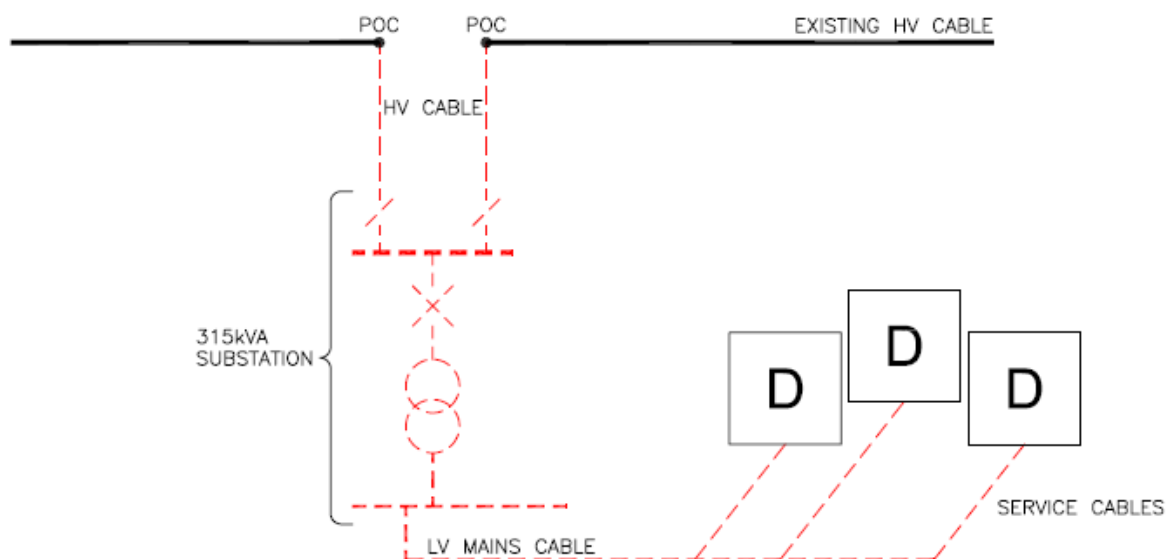 POC
POC
EXISTING HV CABLE
HV CABLE
315kVA
SUBSTATION
D
D
D
SERVICE CABLES
LV MAINS CABLE